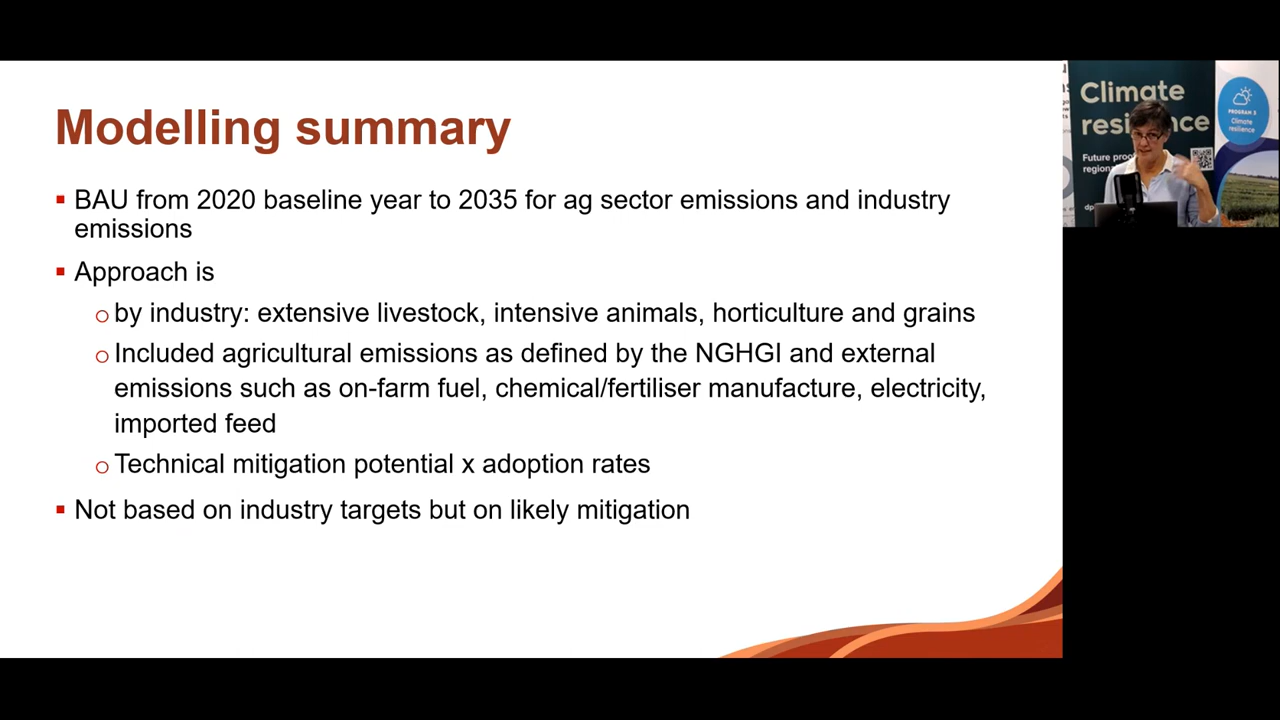 Modelling summary
BAU from 2020 baseline year to 2035 for ag sector emissions and industry
emissions
Approach is
by industry: extensive livestock, intensive animals, horticulture and grains
Included agricultural emissions as defined by the NGHGI and external
emissions such as on-farm fuel, chemical/fertiliser manufacture, electricity,
imported feed
Technical mitigation potential x adoption rates
Not based on industry targets but on likely mitigation
Climate
PROGRAM
Climate
resilience
Future